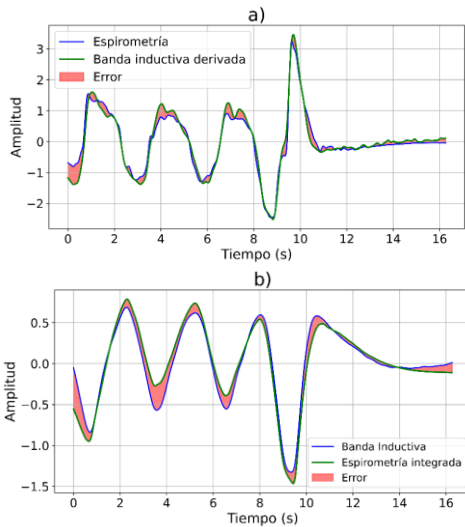 a)
Espirometría
Banda inductiva derivada
Error
Amplitud
3
2
1
0
−1
−2
0 2 4 6 8 10 12 14 16
Tiempo (s)
b)
Amplitud
0.5
0.0
−0.5
−1.0
−1.5
Banda Inductiva
Espirometría integrada
Error
0 2 4 6 8 10 12 14 16
Tiempo (s)